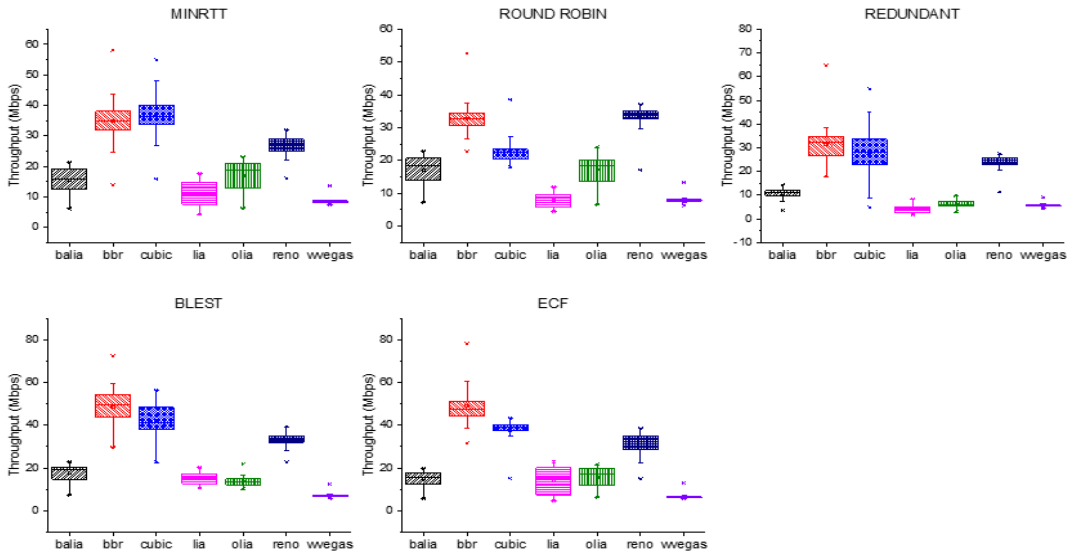 MINRTT
Throughput (Mbps)
60
50
40
30
20
10
0
balia bbr cubic lia olia reno wvegas
ROUND ROBIN
Throughput (Mbps)
60
50
40
30
20
10
0
balia bbr cubic lia olia reno wvegas
REDUNDANT
Throughput (Mbps)
80
70
60
50
40
30
20
10
0
-10
balia bbr cubic lia olia reno wvegas
BLEST
Throughput (Mbps)
80
60
40
20
0
balia bbr cubic lia olia reno wvegas
ECF
Throughput (Mbps)
80
60
40
20
0
balia bbr cubic lia olia reno wvegas